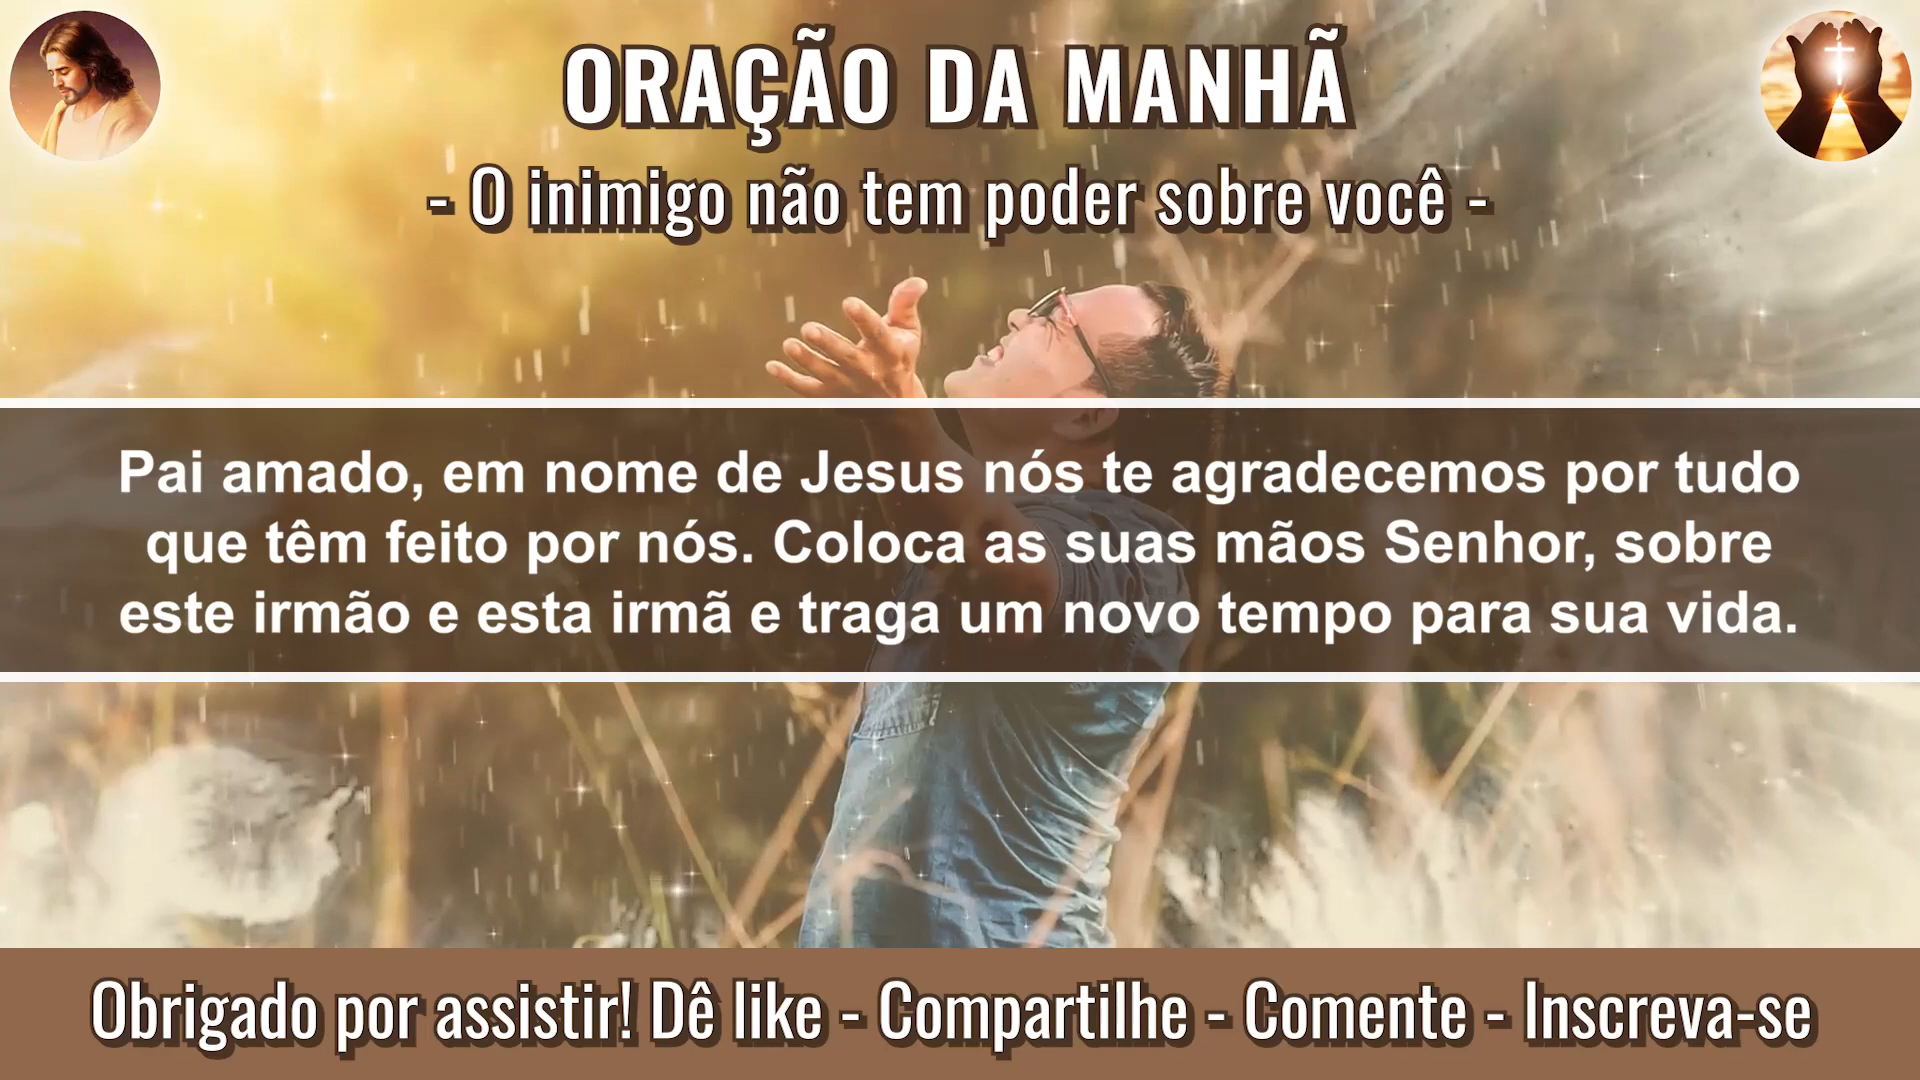 ORAÇÃO DA MANHÃ
- O inimigo não tem poder sobre você -
Pai amado, em nome de Jesus nós te agradecemos por tudo
que têm feito por nós. Coloca as suas mãos Senhor, sobre
este irmão e esta irmã e traga um novo tempo para sua vida.
Obrigado por assistir! Dê like - Compartilhe - Comente - Inscreva-se